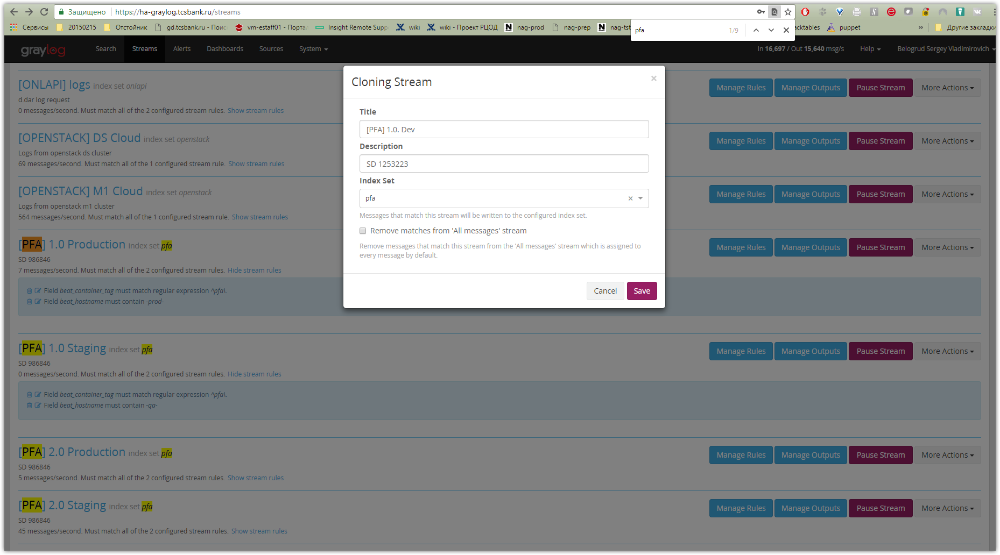 Защищено https://ha-graylog.tcsbank.ru/streams
Сервисы 20150215 Отстойник gd.tcsbank.ru - Поис vm-estaff01 - Портал Insight Remote Supp wiki wiki - Проект РЦОД nag-prod nag-prep nag-tst acktables puppet » Другие закладки
pfa 1/9
graylog Search Streams Alerts Dashboards Sources System In 16,697 / Out 15,640 msg/s Help Belogrud Sergey Vladimirovich
[ONLAPI] logs index set onlapi
d.dar log request
0 messages/second. Must match all of the 2 configured stream rules. Show stream rules
Manage Rules Manage Outputs Pause Stream More Actions
[OPENSTACK] DS Cloud index set openstack
Logs from openstack ds cluster
69 messages/second. Must match all of the 1 configured stream rule. Show stream rules
Manage Rules Manage Outputs Pause Stream More Actions
[OPENSTACK] M1 Cloud index set openstack
Logs from openstack m1 cluster
564 messages/second. Must match all of the 1 configured stream rule. Show stream rules
Manage Rules Manage Outputs Pause Stream More Actions
[PFA] 1.0 Production index set pfa
SD 986846
7 messages/second. Must match all of the 2 configured stream rules. Hide stream rules
Manage Rules Manage Outputs Pause Stream More Actions
Field beat_container_tag must match regular expression ^pfa\.
Field beat_hostname must contain -prod-
[PFA] 1.0 Staging index set pfa
SD 986846
0 messages/second. Must match all of the 2 configured stream rules. Hide stream rules
Manage Rules Manage Outputs Pause Stream More Actions
Field beat_container_tag must match regular expression ^pfa\.
Field beat_hostname must contain -qa-
[PFA] 2.0 Production index set pfa
SD 986846
5 messages/second. Must match all of the 2 configured stream rules. Show stream rules
Manage Rules Manage Outputs Pause Stream More Actions
[PFA] 2.0 Staging index set pfa
SD 986846
45 messages/second. Must match all of the 2 configured stream rules. Show stream rules
Manage Rules Manage Outputs Pause Stream More Actions
Cloning Stream ×
Title
[PFA] 1.0. Dev
Description
SD 1253223
Index Set
pfa ×
Messages that match this stream will be written to the configured index set.
Remove matches from 'All messages' stream
Remove messages that match this stream from the 'All messages' stream which is assigned to
every message by default.
Cancel Save